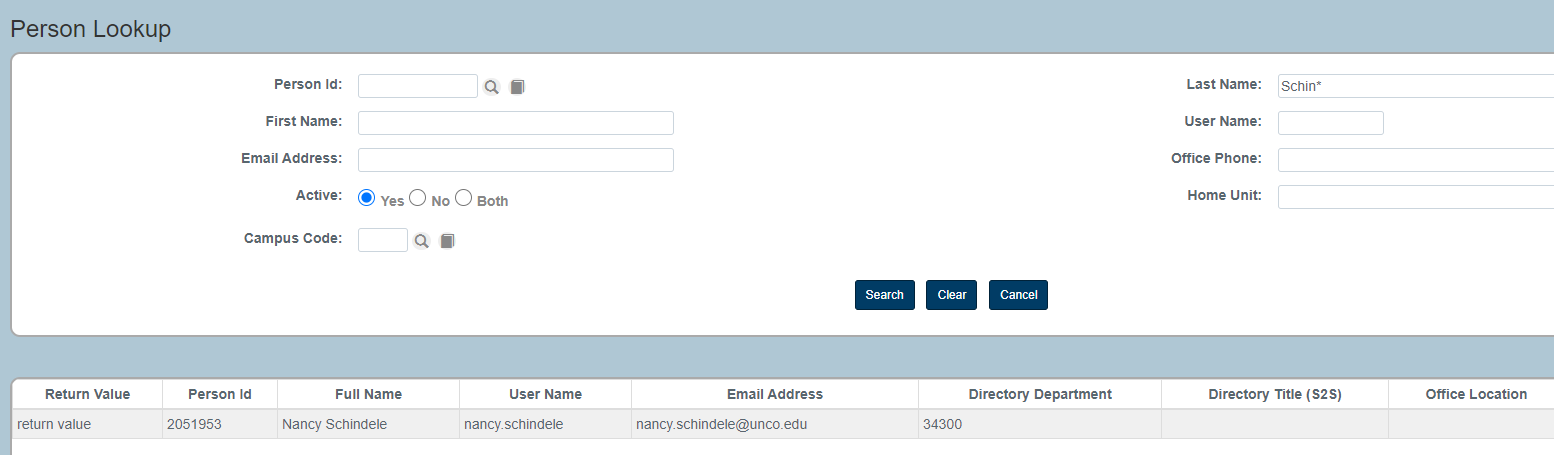 Person Lookup
Person Id: Last Name: Schin*
First Name: User Name:
Email Address: Office Phone:
Active: Yes No Both Home Unit:
Campus Code:
Search Clear Cancel
Return Value Person Id Full Name User Name Email Address Directory Department Directory Title (S2S) Office Location
return value 2051953 Nancy Schindele nancy.schindele nancy.schindele@unco.edu 34300